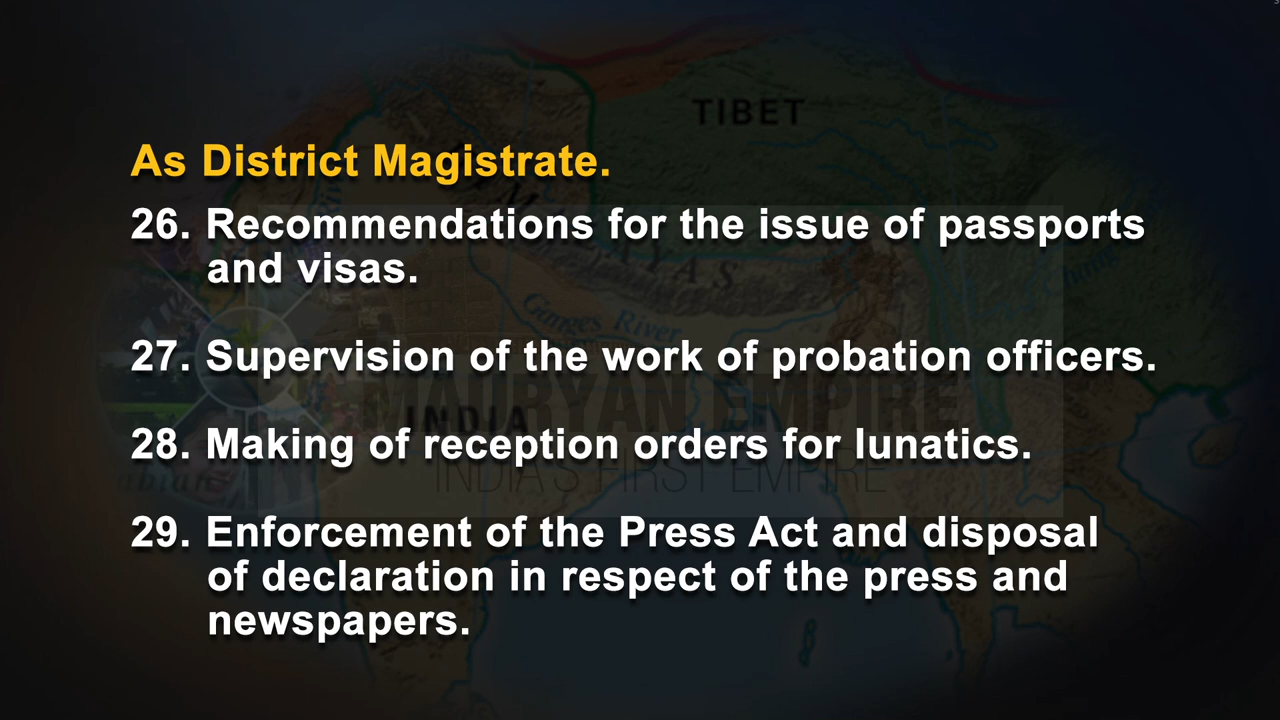 TIBET
As District Magistrate.
26. Recommendations for the issue of passports
and visas.
Ganges River
27. Supervision of the work of probation officers.
MAURYAN EMPIRE
INDIA
28. Making of reception orders for lunatics.
INDIA'S FIRST EMPIRE
29. Enforcement of the Press Act and disposal
of declaration in respect of the press and
newspapers.